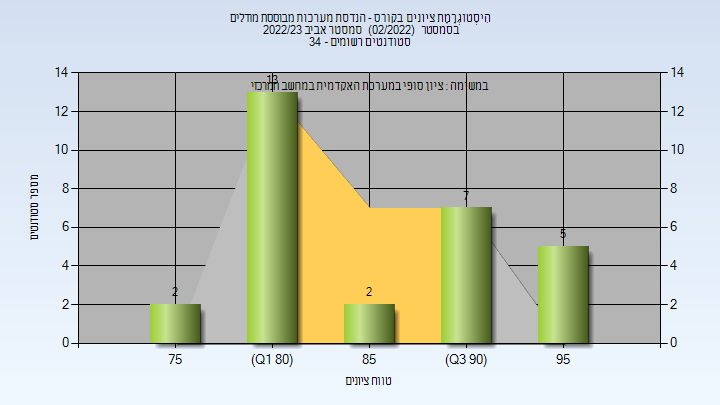 היסטוגרמת ציונים בקורס - הנדסת מערכות מבוססת מודלים
בסמסטר (02/2022) סמסטר אביב 2022/23
סטודנטים רשומים - 34
במשימה : ציון סופי במערכת האקדמית במחשב המרכזי
14 14
12 12
10 10
8 8
6 6
4 4
2 2
0 0
2 13 2 7 5
75 (Q1 80) 85 (Q3 90) 95
מספר סטודנטים
טווח ציונים